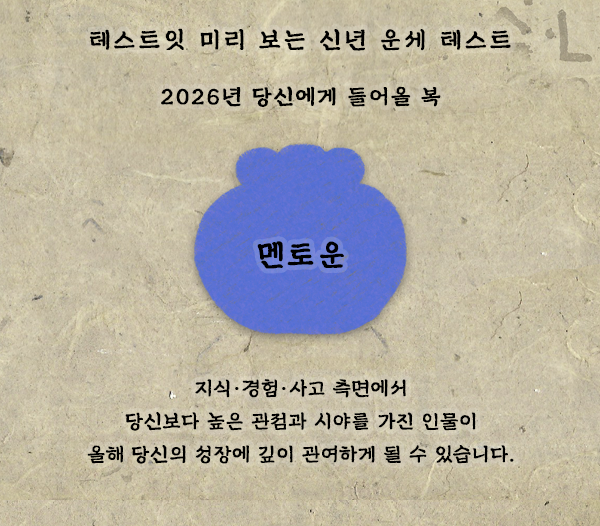 테스트잇 미리 보는 신년 운세 테스트
2026년 당신에게 들어올 복
멘토운
지식·경험·사고 측면에서
당신보다 높은 관점과 시야를 가진 인물이
올해 당신의 성장에 깊이 관여하게 될 수 있습니다.